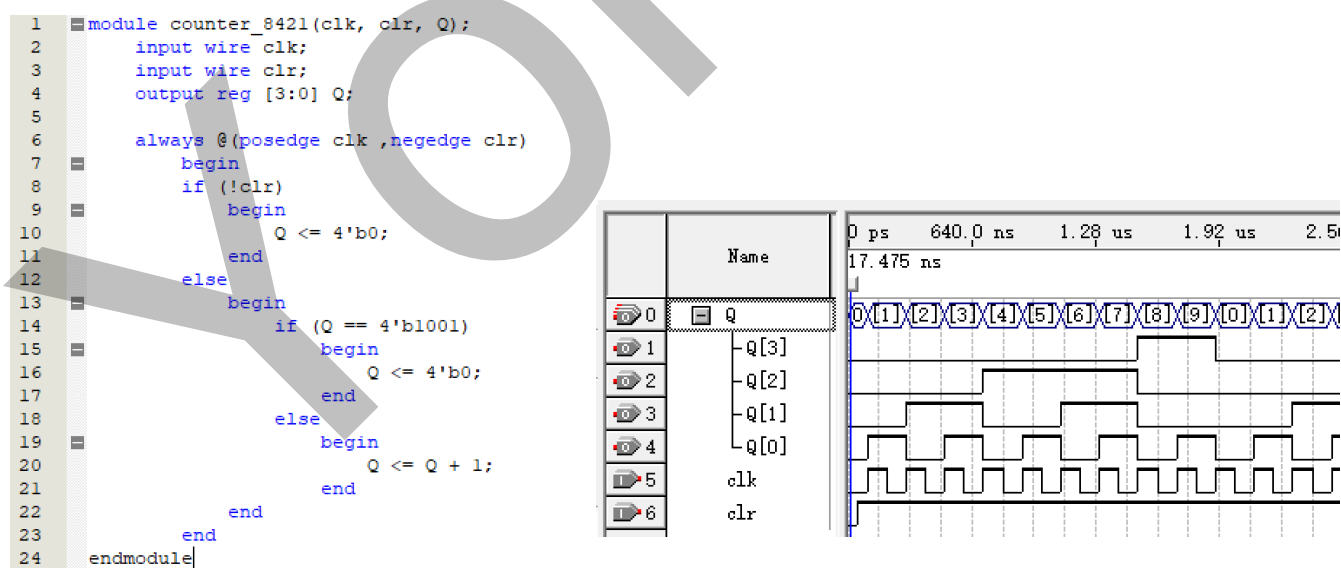 1 module counter_8421(clk, clr, Q);
2 input wire clk;
3 input wire clr;
4 output reg [3:0] Q;
5
6 always @(posedge clk ,negedge clr)
7 begin
8 if (!clr)
9 begin
10 Q <= 4'b0;
11 end
12 else
13 begin
14 if (Q == 4'b1001)
15 begin
16 Q <= 4'b0;
17 end
18 else
19 begin
20 Q <= Q + 1;
21 end
22 end
23 end
24 endmodule
Name
0 ps 640.0 ns 1.28 us 1.92 us
17.475 ns
0 Q 0 [1] [2] [3] [4] [5] [6] [7] [8] [9] [0] [1] [2]
1 Q[3]
2 Q[2]
3 Q[1]
4 Q[0]
5 clk
6 clr